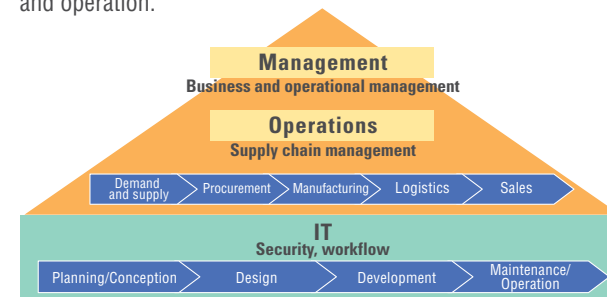 and operation.
Management
Business and operational management
Operations
Supply chain management
Demand
and supply
Procurement
Manufacturing
Logistics
Sales
IT
Security, workflow
Planning/Conception
Design
Development
Maintenance/
Operation